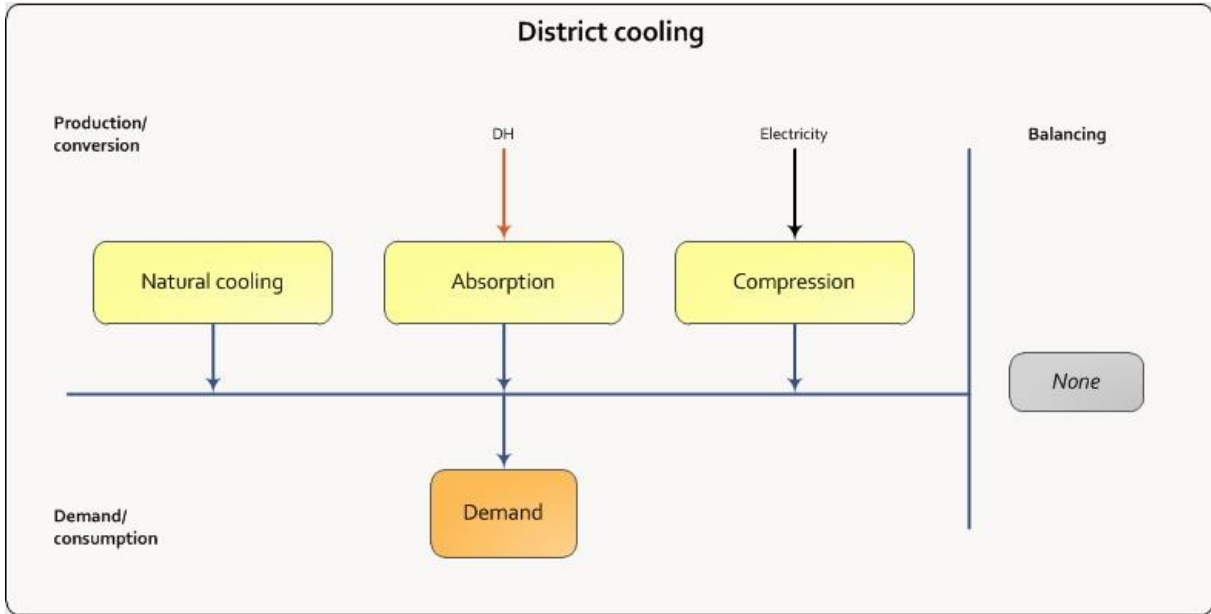 District cooling
Production/
conversion
DH
Electricity
Balancing
Natural cooling
Absorption
Compression
None
Demand
Demand/
consumption